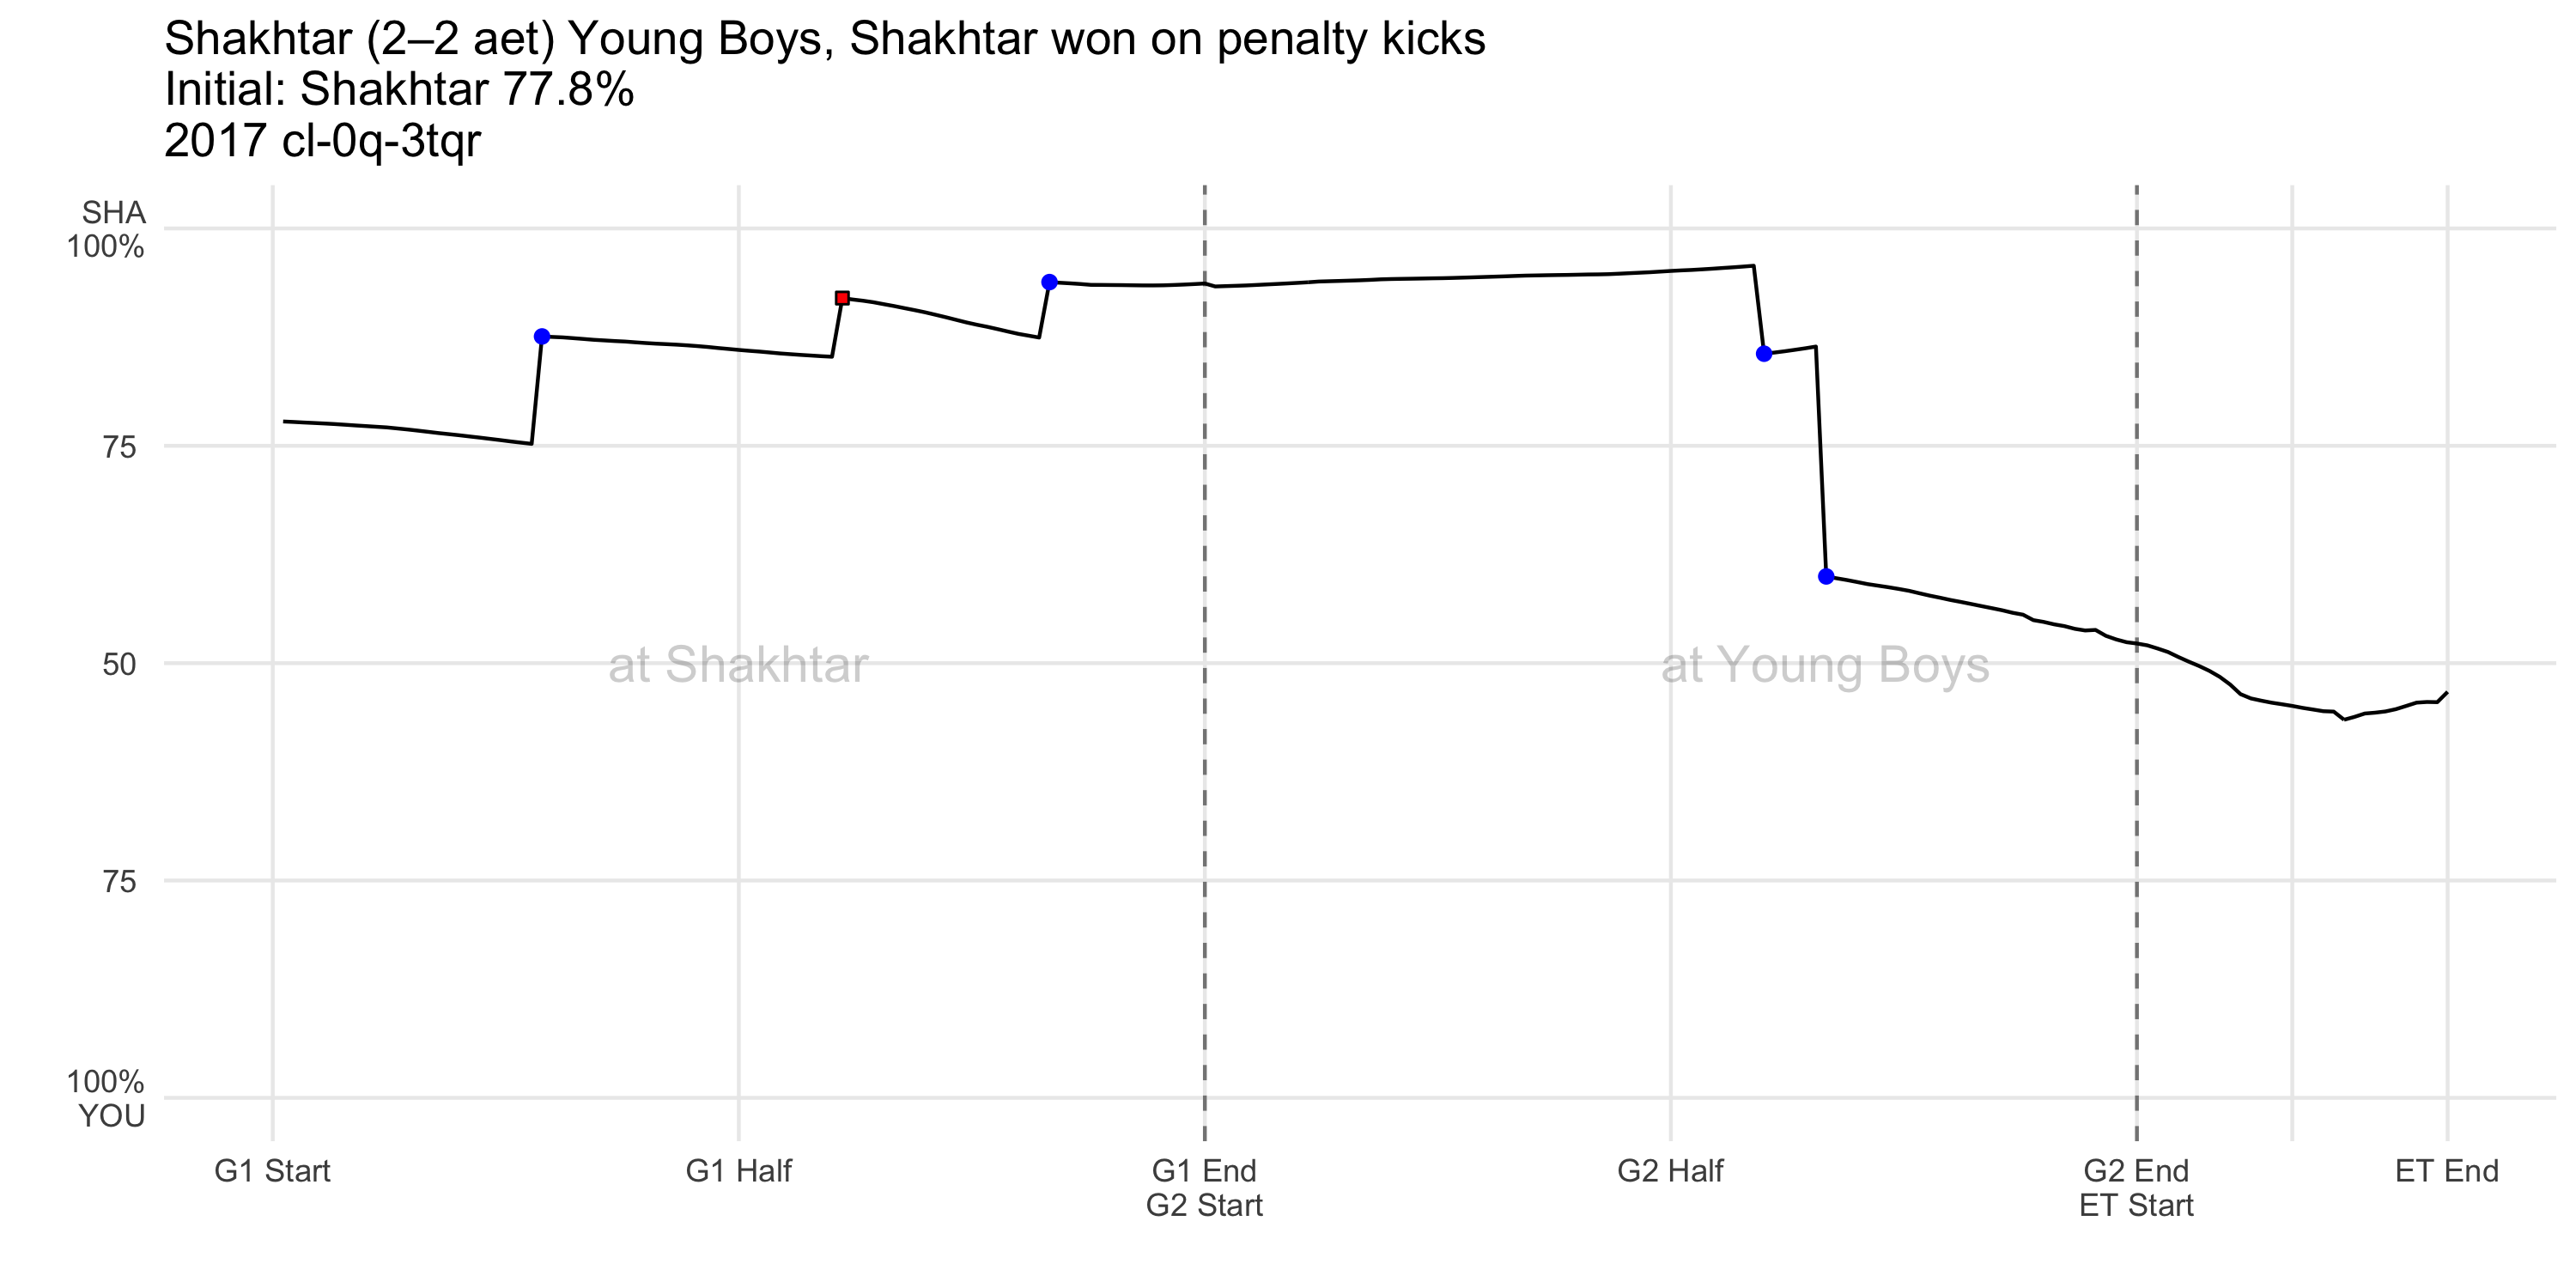 Shakhtar (2–2 aet) Young Boys, Shakhtar won on penalty kicks
Initial: Shakhtar 77.8%
2017 cl-0q-3tqr
SHA
100%
75
50
75
100%
YOU
at Shakhtar
at Young Boys
G1 Start
G1 Half
G1 End
G2 Start
G2 Half
G2 End
ET Start
ET End